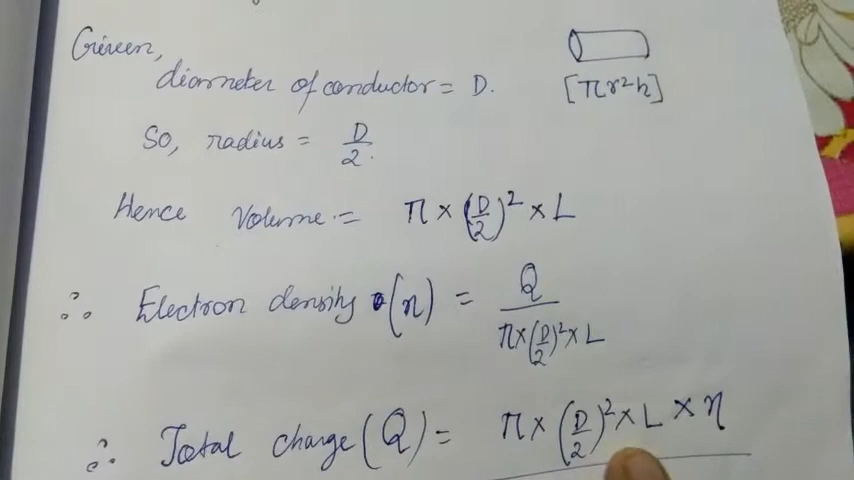 Given,
diameter of conductor = D.
[πr²h]
So, radius = D/2.
Hence Volume = π × (D/2)² × L
∴ Electron density (n) = Q / π×(D/2)²×L
∴ Total charge (Q) = π × (D/2)² × L × n